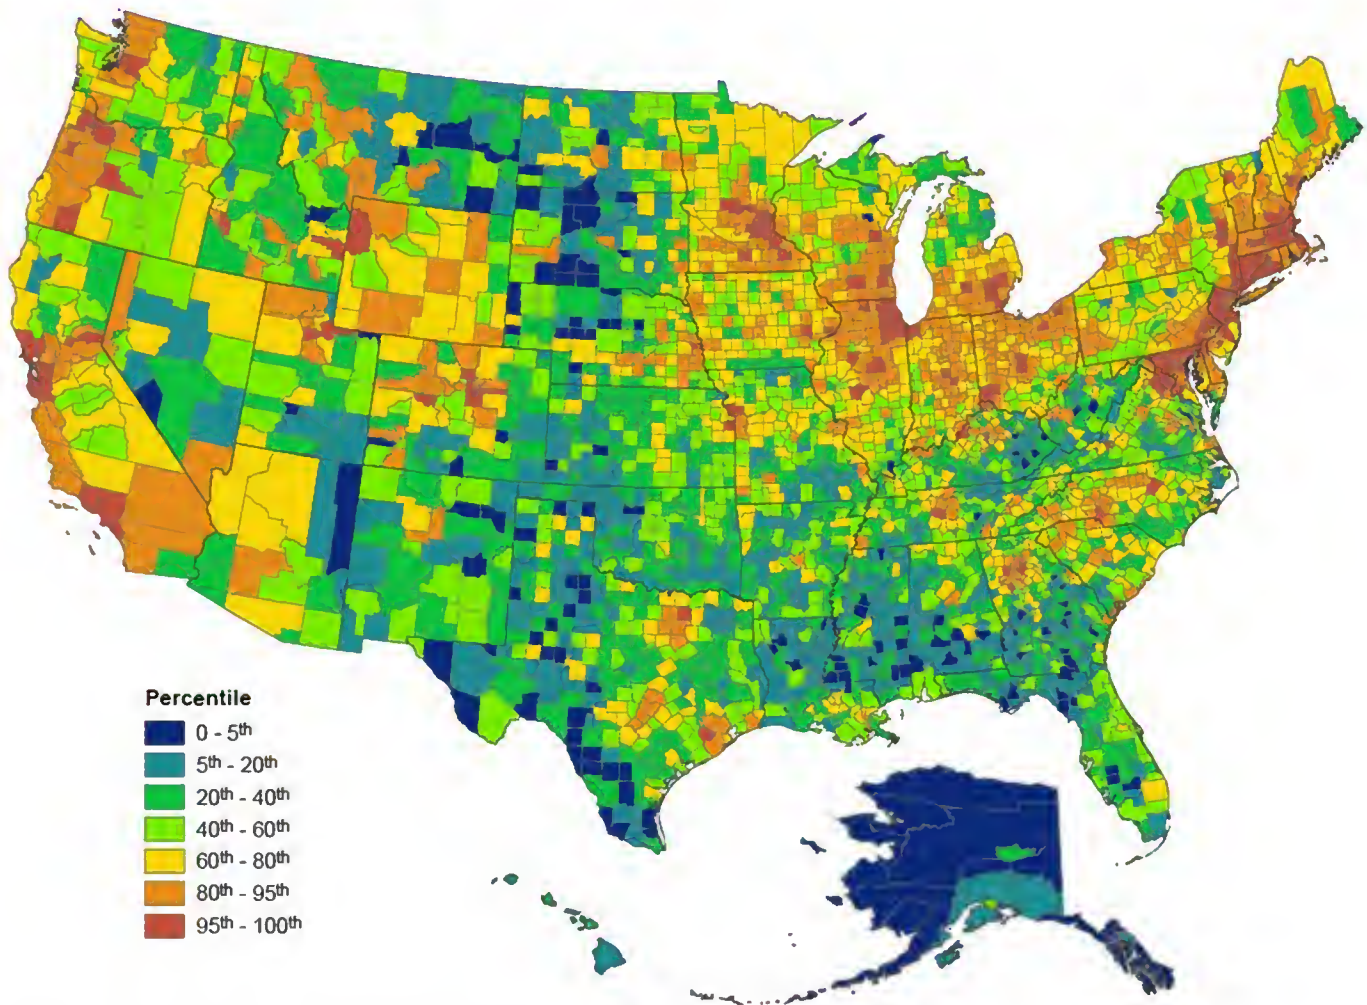 Percentile
0 - 5th
5th - 20th
20th - 40th
40th - 60th
60th - 80th
80th - 95th
95th - 100th